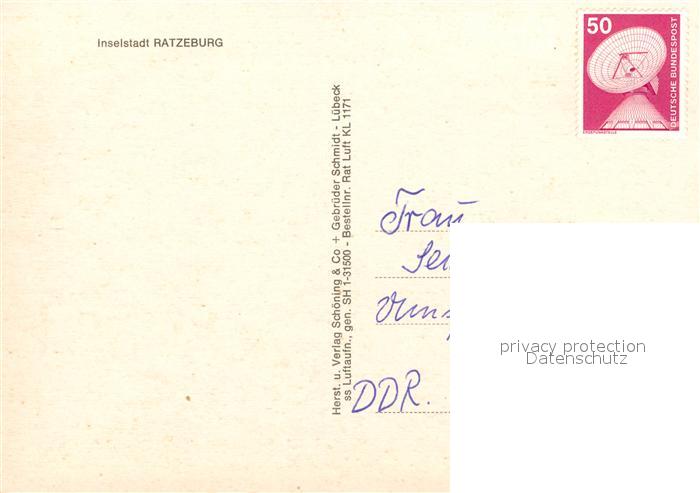 Inselstadt RATZEBURG
50
DEUTSCHE BUNDESPOST
ERDEFUNKSTELLE
Herst. u. Verlag Schöning & Co + Gebrüder Schmidt - Lübeck
ss Luftaufn., gen. SH 1-31500 - Bestellnr. Rat Luft KL 1171
Frau
DDR.
privacy protection
Datenschutz